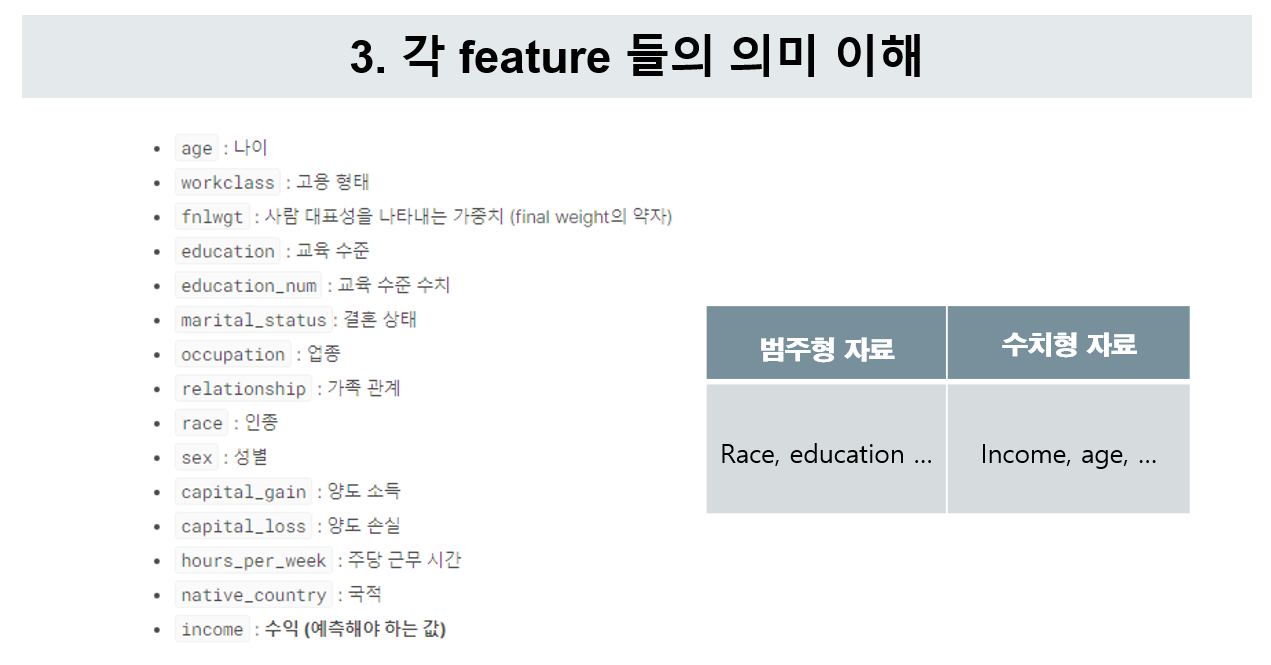 3. 각 feature 들의 의미 이해
• age : 나이
• workclass : 고용 형태
• fnlwgt : 사람 대표성을 나타내는 가중치 (final weight의 약자)
• education : 교육 수준
• education_num : 교육 수준 수치
• marital_status : 결혼 상태
• occupation : 업종
• relationship : 가족 관계
• race : 인종
• sex : 성별
• capital_gain : 양도 소득
• capital_loss : 양도 손실
• hours_per_week : 주당 근무 시간
• native_country : 국적
• income : 수익 (예측해야 하는 값)
범주형 자료 수치형 자료
Race, education ... Income, age, ...